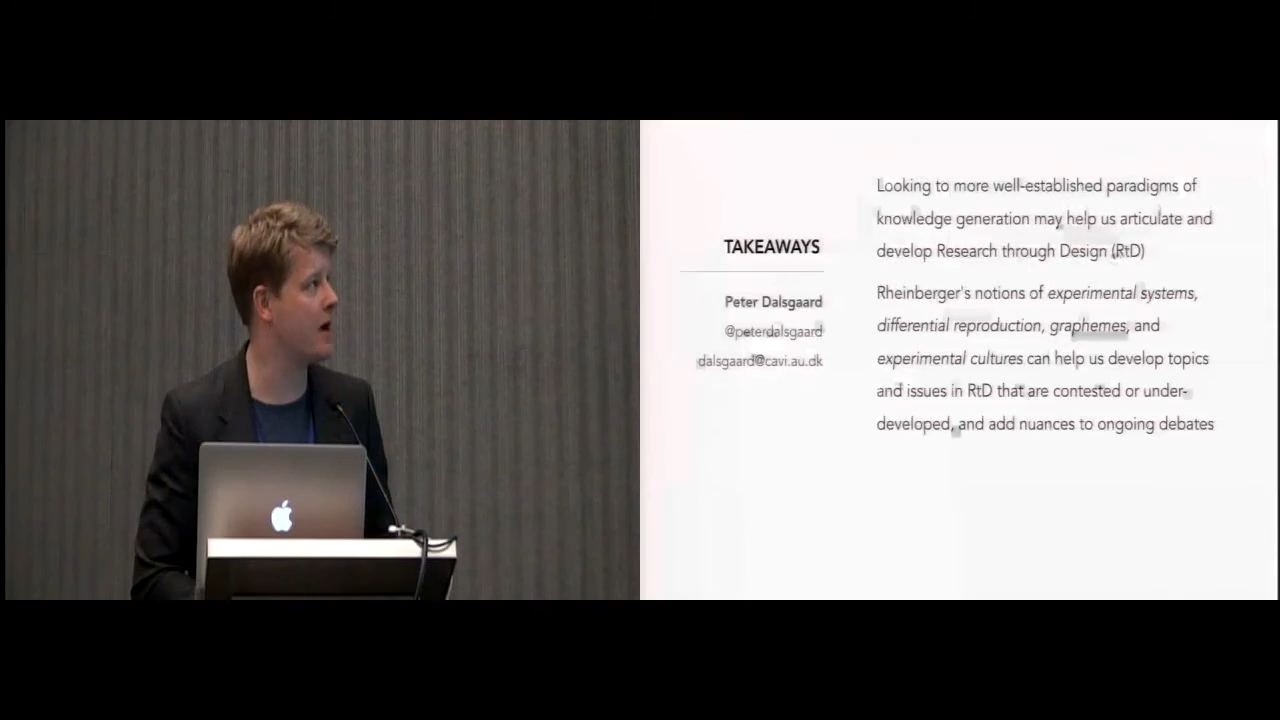 TAKEAWAYS
Peter Dalsgaard
@peterdalsgaard
dalsgaard@cavi.au.dk
Looking to more well-established paradigms of
knowledge generation may help us articulate and
develop Research through Design (RtD)
Rheinberger's notions of experimental systems,
differential reproduction, graphemes, and
experimental cultures can help us develop topics
and issues in RtD that are contested or under-
developed, and add nuances to ongoing debates